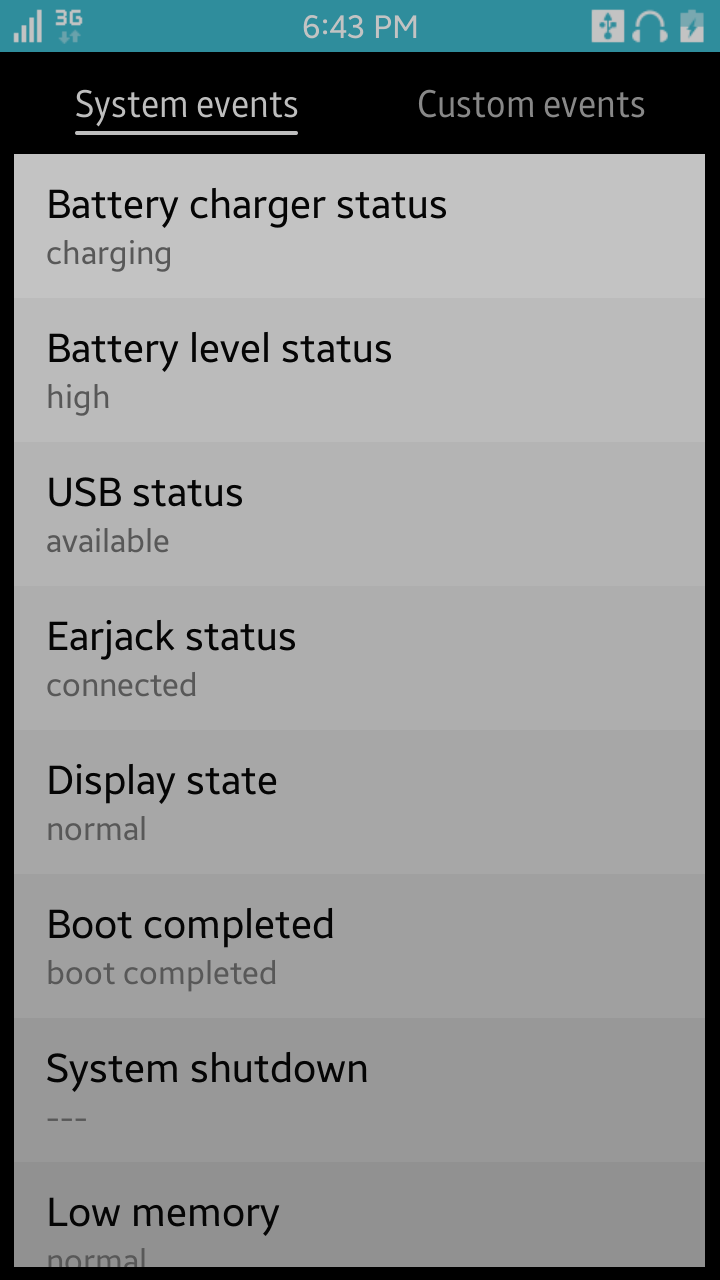 3G
6:43 PM
System events
Custom events
Battery charger status
charging
Battery level status
high
USB status
available
Earjack status
connected
Display state
normal
Boot completed
boot completed
System shutdown
---
Low memory
normal